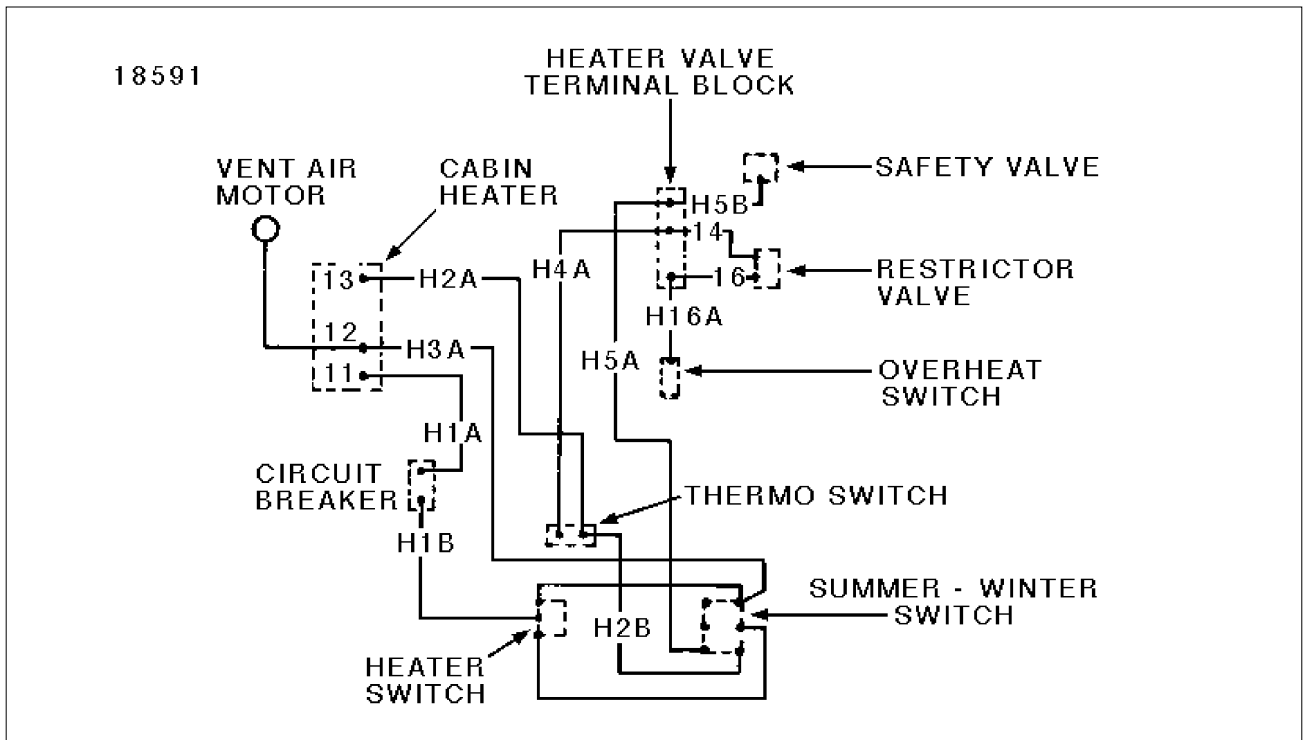 18591
HEATER VALVE
TERMINAL BLOCK
VENT AIR
MOTOR
CABIN
HEATER
SAFETY VALVE
H5B
14
H4A
13
H2A
16
RESTRICTOR
VALVE
H16A
12
H3A
H5A
11
OVERHEAT
SWITCH
H1A
CIRCUIT
BREAKER
THERMO SWITCH
H1B
SUMMER - WINTER
SWITCH
H2B
HEATER
SWITCH